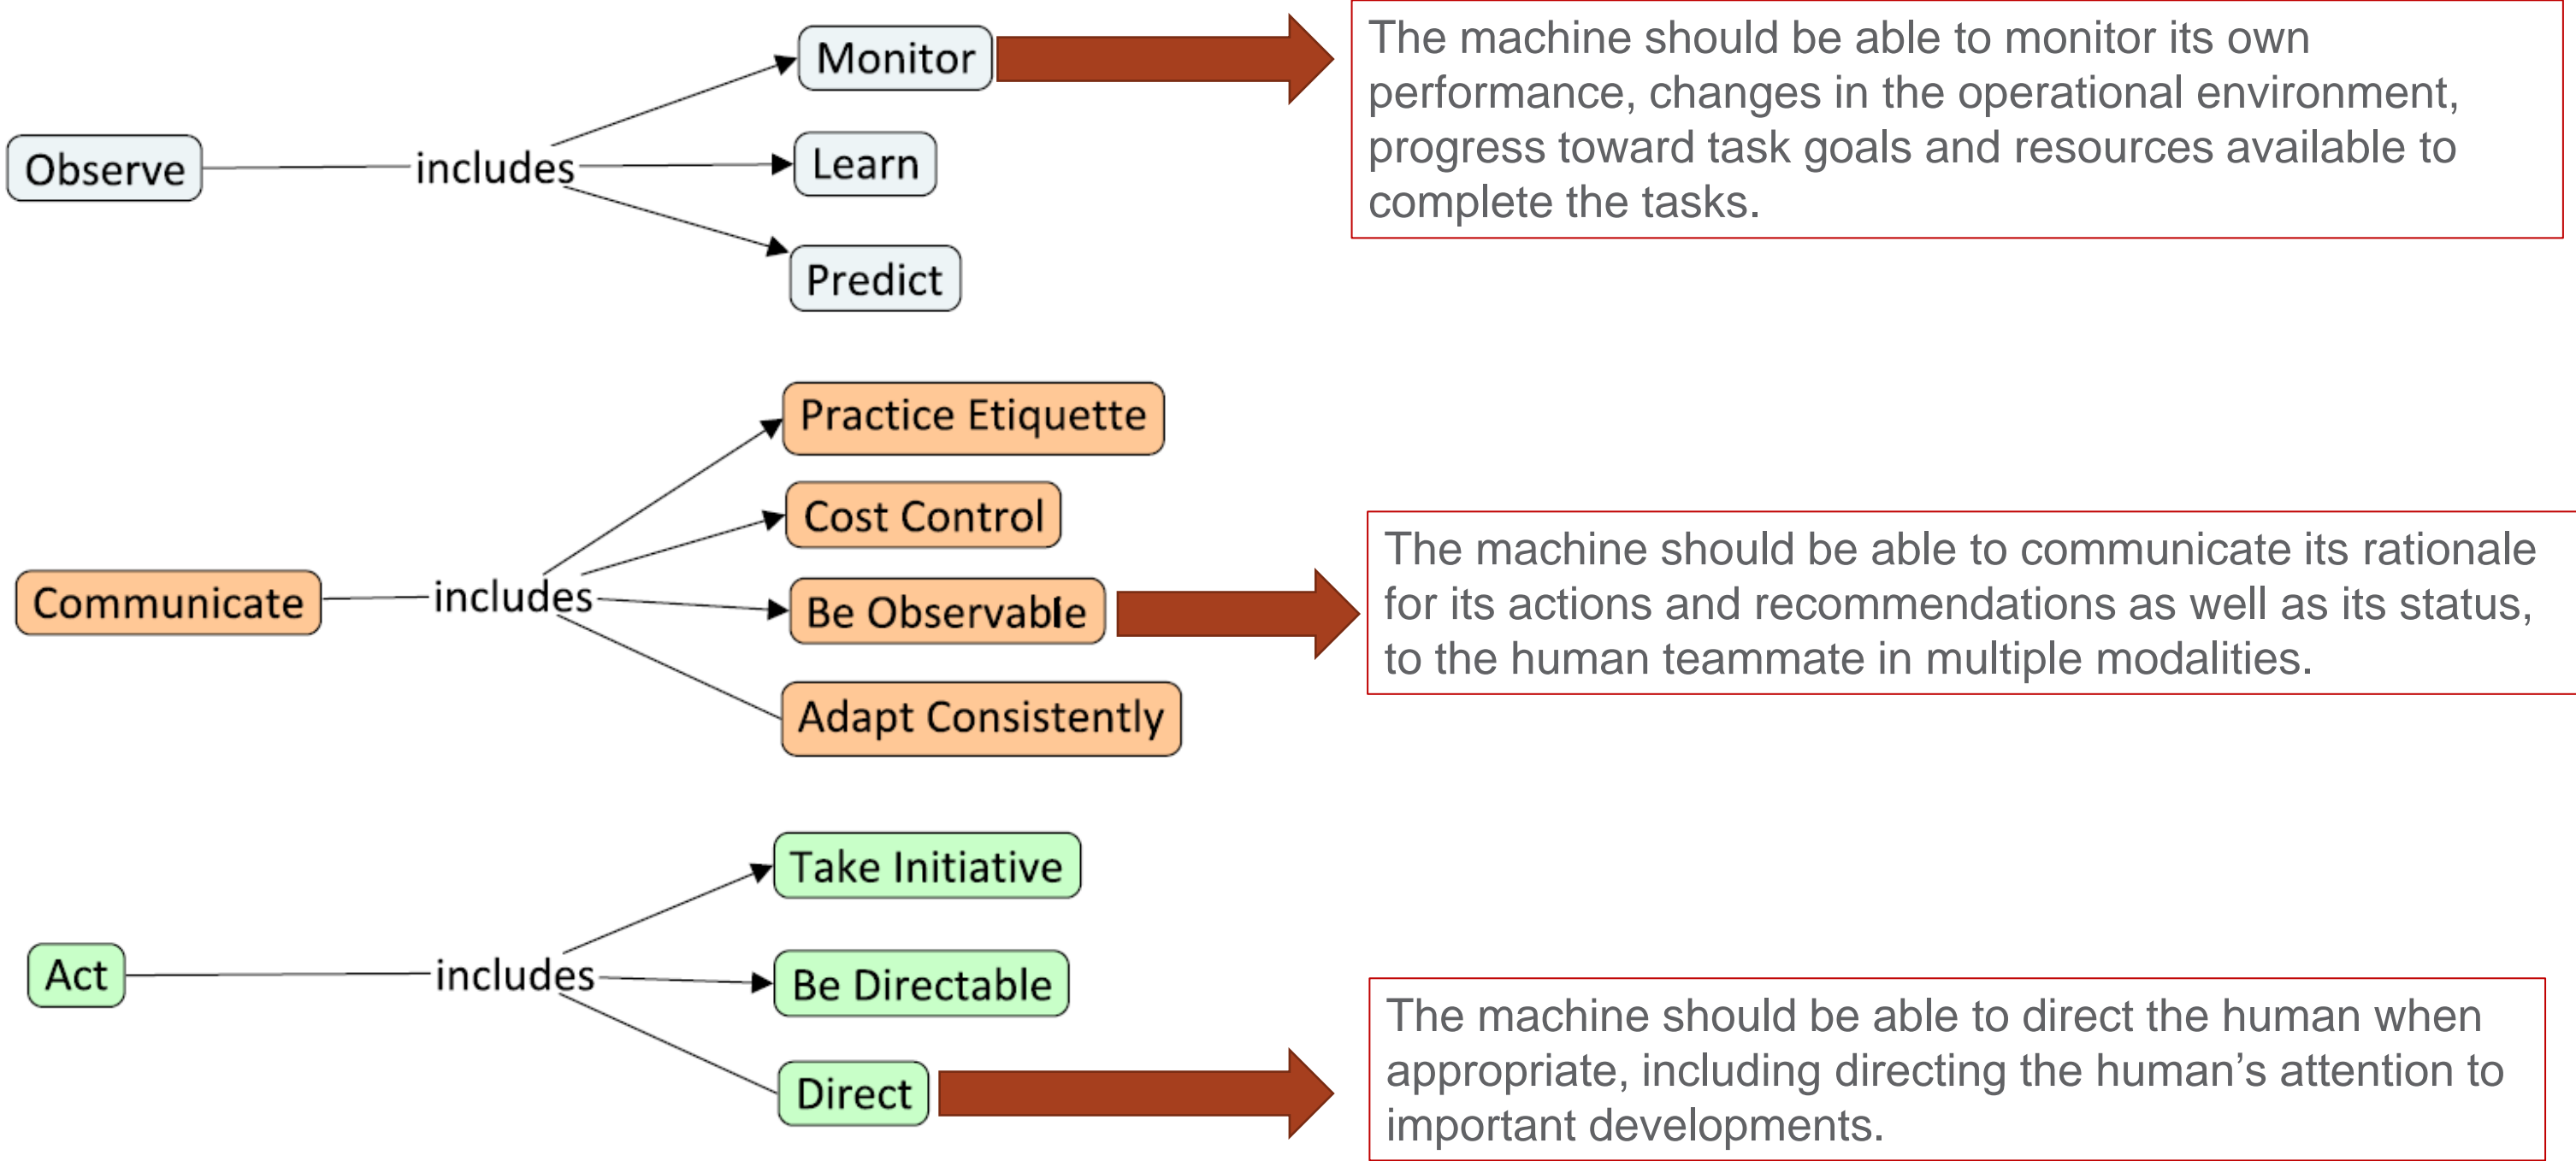 Observe
includes
Monitor
Learn
Predict
The machine should be able to monitor its own
performance, changes in the operational environment,
progress toward task goals and resources available to
complete the tasks.
Communicate
includes
Practice Etiquette
Cost Control
Be Observable
Adapt Consistently
The machine should be able to communicate its rationale
for its actions and recommendations as well as its status,
to the human teammate in multiple modalities.
Act
includes
Take Initiative
Be Directable
Direct
The machine should be able to direct the human when
appropriate, including directing the human’s attention to
important developments.